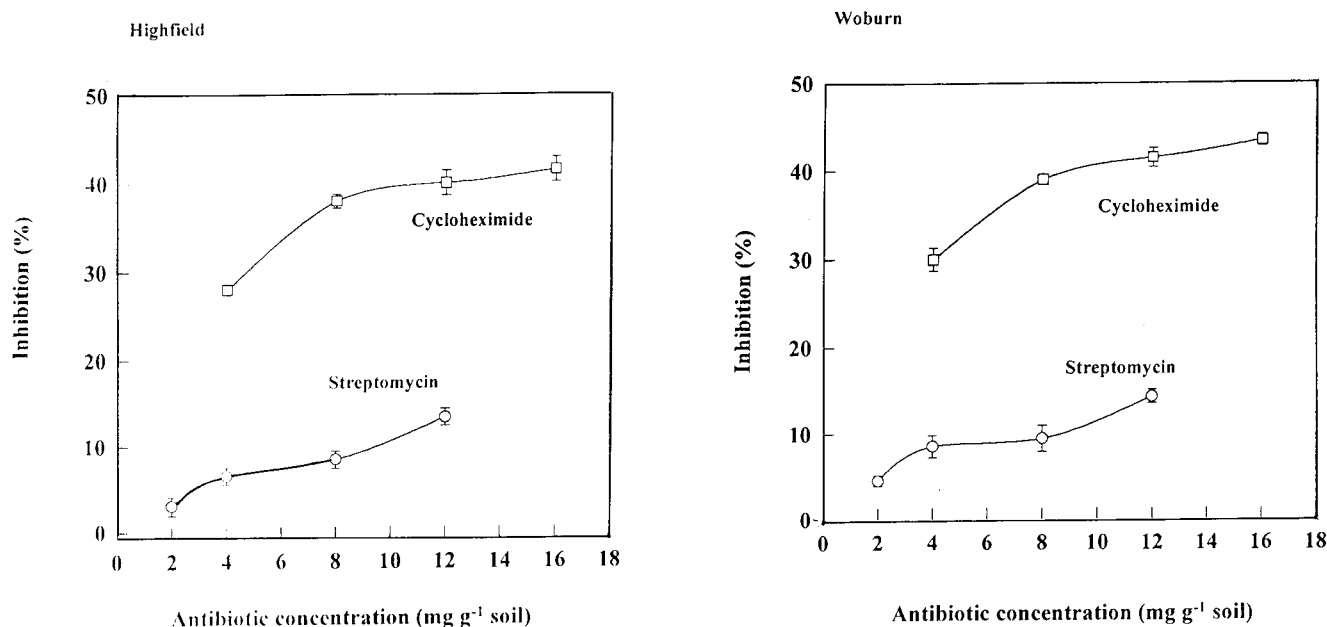 Highfield
50
40
30
20
10
0
Inhibition (%)
Cycloheximide
Streptomycin
0 2 4 6 8 10 12 14 16 18
Antibiotic concentration (mg g-1 soil)
Woburn
50
40
30
20
10
0
Inhibition (%)
Cycloheximide
Streptomycin
0 2 4 6 8 10 12 14 16 18
Antibiotic concentration (mg g-1 soil)